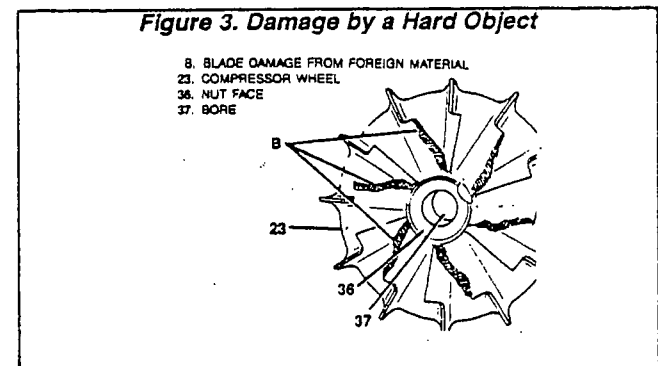 Figure 3. Damage by a Hard Object
B. BLADE DAMAGE FROM FOREIGN MATERIAL
23. COMPRESSOR WHEEL
36. NUT FACE
37. BORE
B
23
36
37